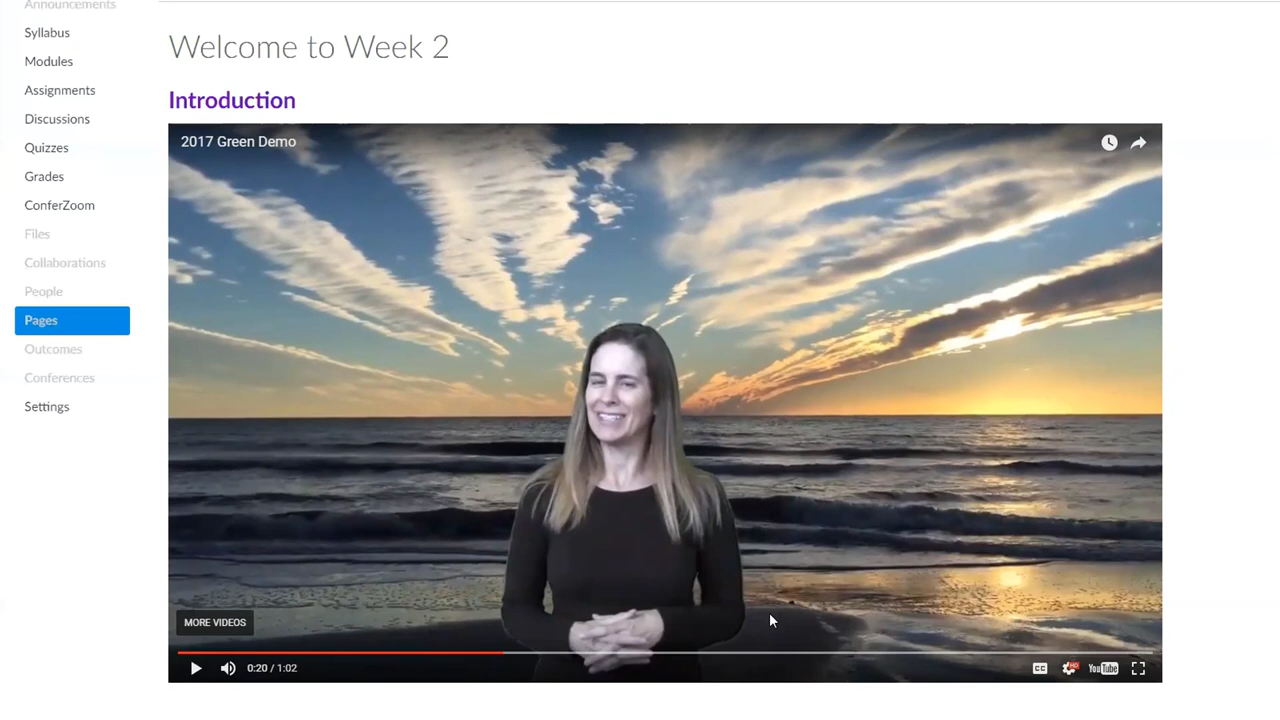 Announcements
Syllabus
Modules
Assignments
Discussions
Quizzes
Grades
ConferZoom
Files
Collaborations
People
Pages
Outcomes
Conferences
Settings
Welcome to Week 2
Introduction
2017 Green Demo
MORE VIDEOS
0:20 / 1:02
CC
HD
YouTube